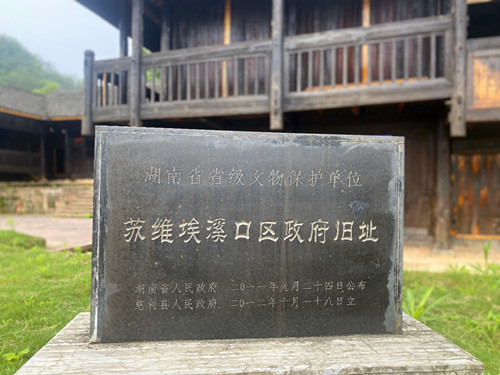 湖南省省级文物保护单位
苏维埃溪口区政府旧址
湖南省人民政府 二〇一一年元月二十四日公布
慈利县人民政府 二〇一二年十月一十八日立